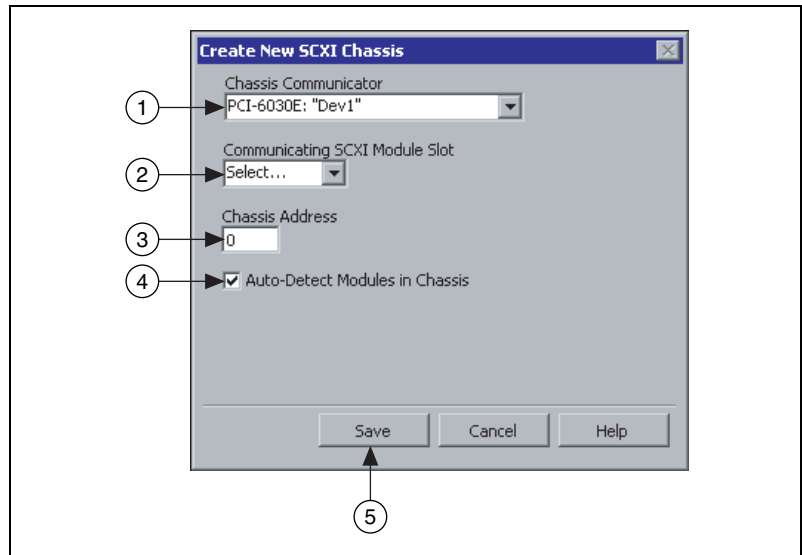 Create New SCXI Chassis
Chassis Communicator
1
PCI-6030E: "Dev1"
Communicating SCXI Module Slot
2
Select...
Chassis Address
3
0
4
Auto-Detect Modules in Chassis
Save Cancel Help
5